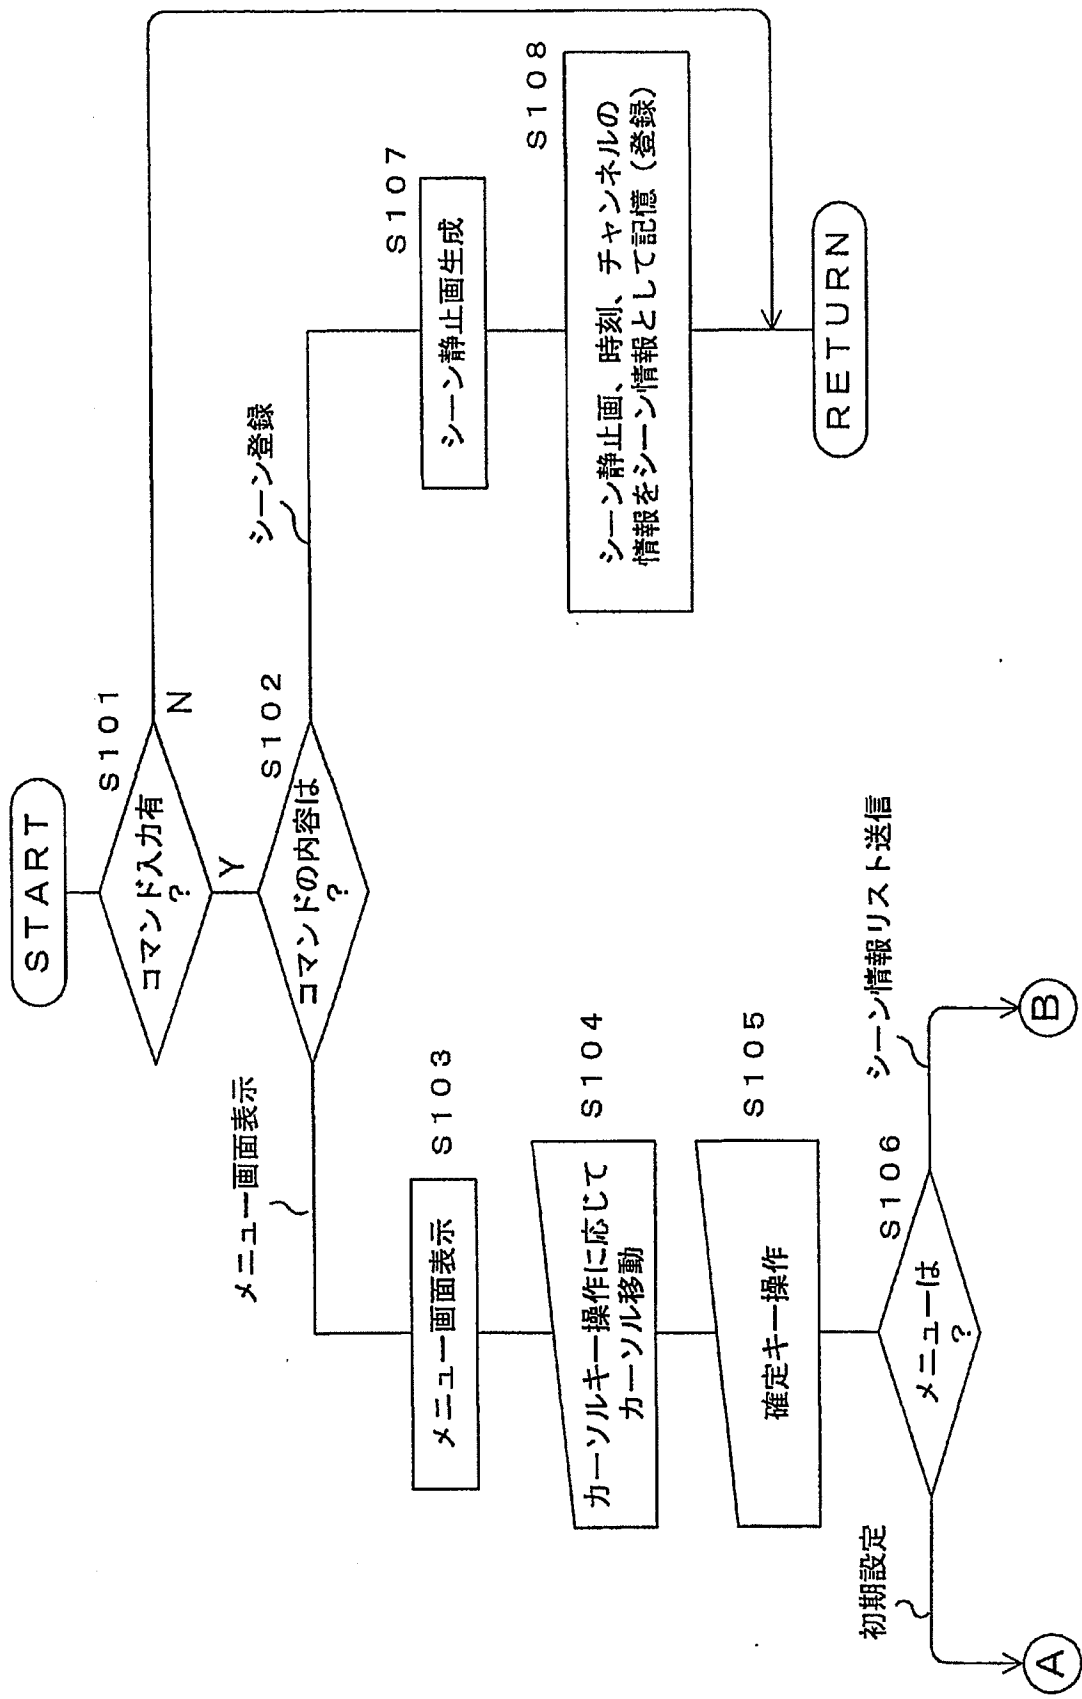 START
S101
コマンド入力有
?
N
Y
S102
コマンドの内容は
?
メニュー画面表示
シーン登録
S103
メニュー画面表示
S104
カーソルキー操作に応じて
カーソル移動
S105
確定キー操作
S106
メニューは
?
初期設定
シーン情報リスト送信
A
B
S107
シーン静止画生成
S108
シーン静止画、時刻、チャンネルの
情報をシーン情報として記憶（登録）
RETURN